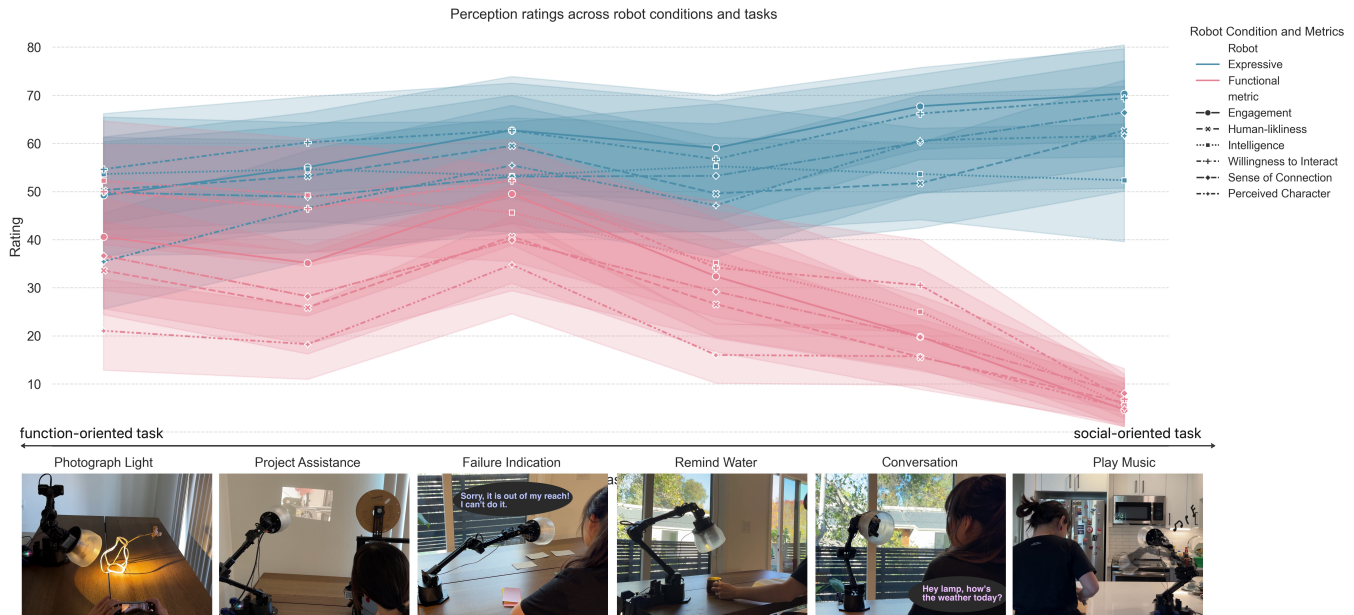 Perception ratings across robot conditions and tasks
Robot Condition and Metrics
Robot
Expressive
Functional
metric
Engagement
Human-likliness
Intelligence
Willingness to Interact
Sense of Connection
Perceived Character
Rating
80
70
60
50
40
30
20
10
function-oriented task
social-oriented task
Photograph Light
Project Assistance
Failure Indication
Remind Water
Conversation
Play Music
Sorry, it is out of my reach!
I can't do it.
Hey lamp, how's
the weather today?